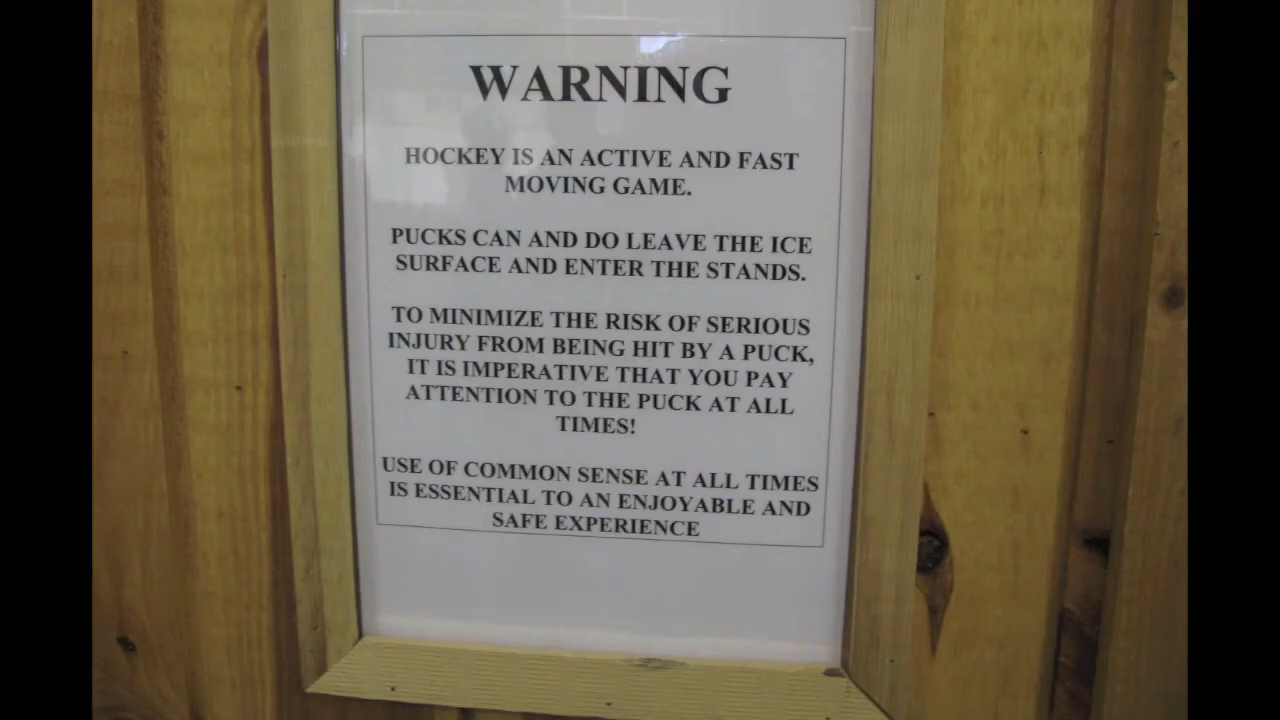 WARNING
HOCKEY IS AN ACTIVE AND FAST
MOVING GAME.
PUCKS CAN AND DO LEAVE THE ICE
SURFACE AND ENTER THE STANDS.
TO MINIMIZE THE RISK OF SERIOUS
INJURY FROM BEING HIT BY A PUCK,
IT IS IMPERATIVE THAT YOU PAY
ATTENTION TO THE PUCK AT ALL
TIMES!
USE OF COMMON SENSE AT ALL TIMES
IS ESSENTIAL TO AN ENJOYABLE AND
SAFE EXPERIENCE